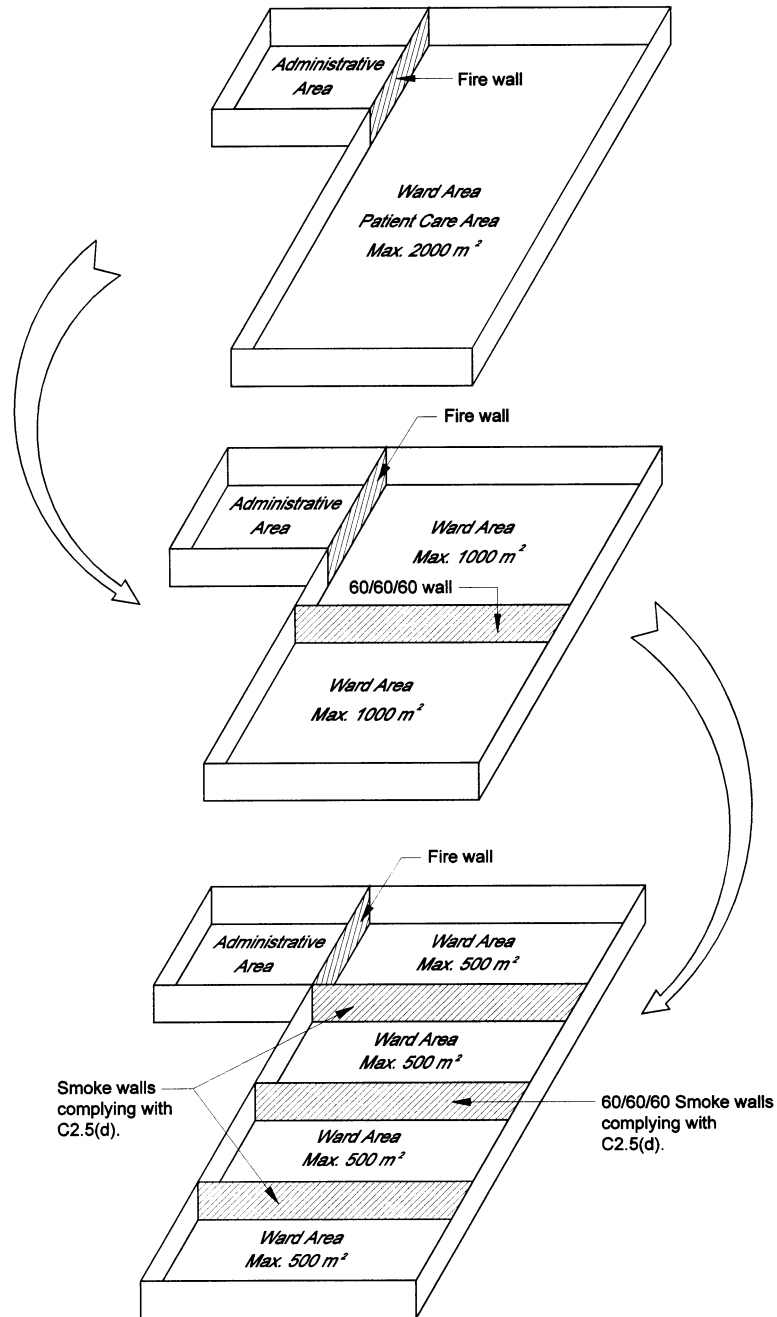 Administrative
Area
Fire wall
Ward Area
Patient Care Area
Max. 2000 m²
Fire wall
Administrative
Area
Ward Area
Max. 1000 m²
60/60/60 wall
Ward Area
Max. 1000 m²
Fire wall
Administrative
Area
Ward Area
Max. 500 m²
Ward Area
Max. 500 m²
Smoke walls
complying with
C2.5(d).
60/60/60 Smoke walls
complying with
C2.5(d).
Ward Area
Max. 500 m²
Ward Area
Max. 500 m²